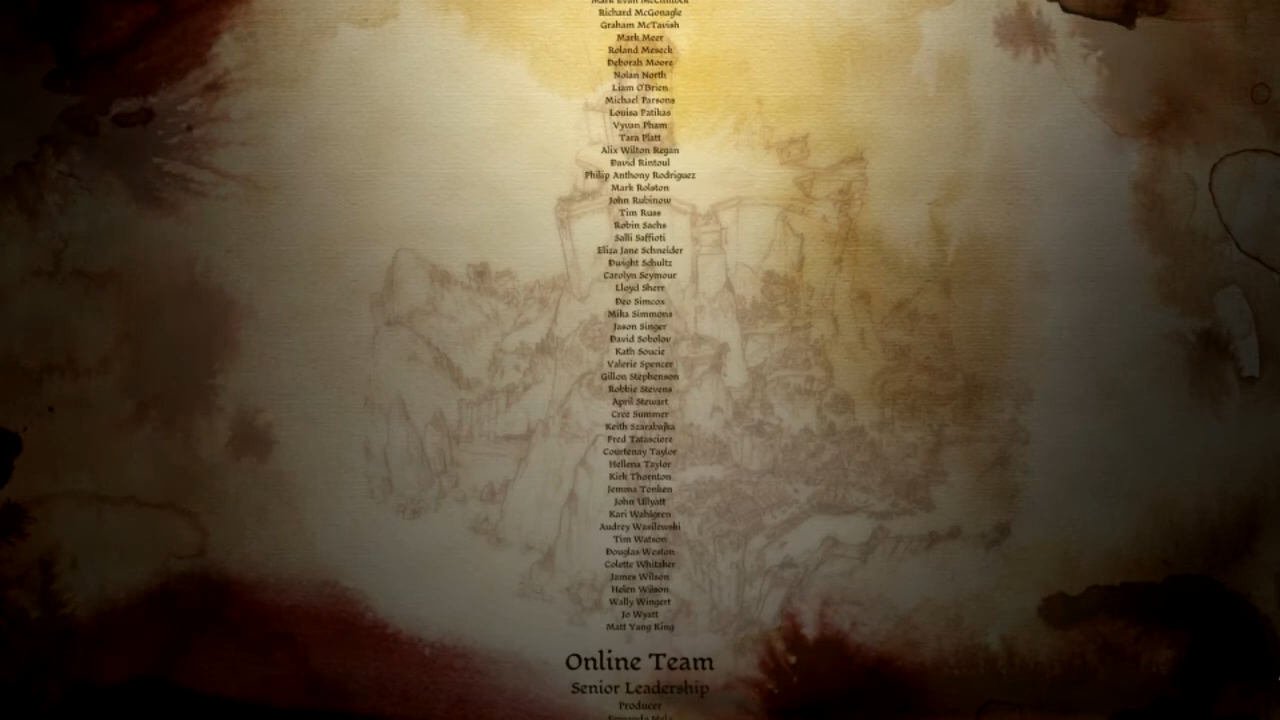 Richard McGonagle
Graham McTavish
Mark Meer
Roland Meseck
Deborah Moore
Nolan North
Liam O'Brien
Michael Parsons
Louisa Patikas
Vyvan Pham
Tara Platt
Alix Wilton Regan
David Rintoul
Philip Anthony Rodriguez
Mark Rolston
John Rubinow
Tim Russ
Robin Sachs
Salli Saffioti
Eliza Jane Schneider
Dwight Schultz
Carolyn Seymour
Lloyd Sherr
Deo Simcox
Mika Simmons
Jason Singer
David Sobolov
Kath Soucie
Valerie Spencer
Gillon Stephenson
Robbie Stevens
April Stewart
Cree Summer
Keith Szarabajka
Fred Tatasciore
Courtenay Taylor
Hellena Taylor
Kirk Thornton
Jemma Tonken
John Ullyatt
Kari Wahlgren
Audrey Wasilewski
Tim Watson
Douglas Weston
Colette Whitaker
James Wilson
Helen Wilson
Wally Wingert
Jo Wyatt
Matt Yang King
Online Team
Senior Leadership
Producer